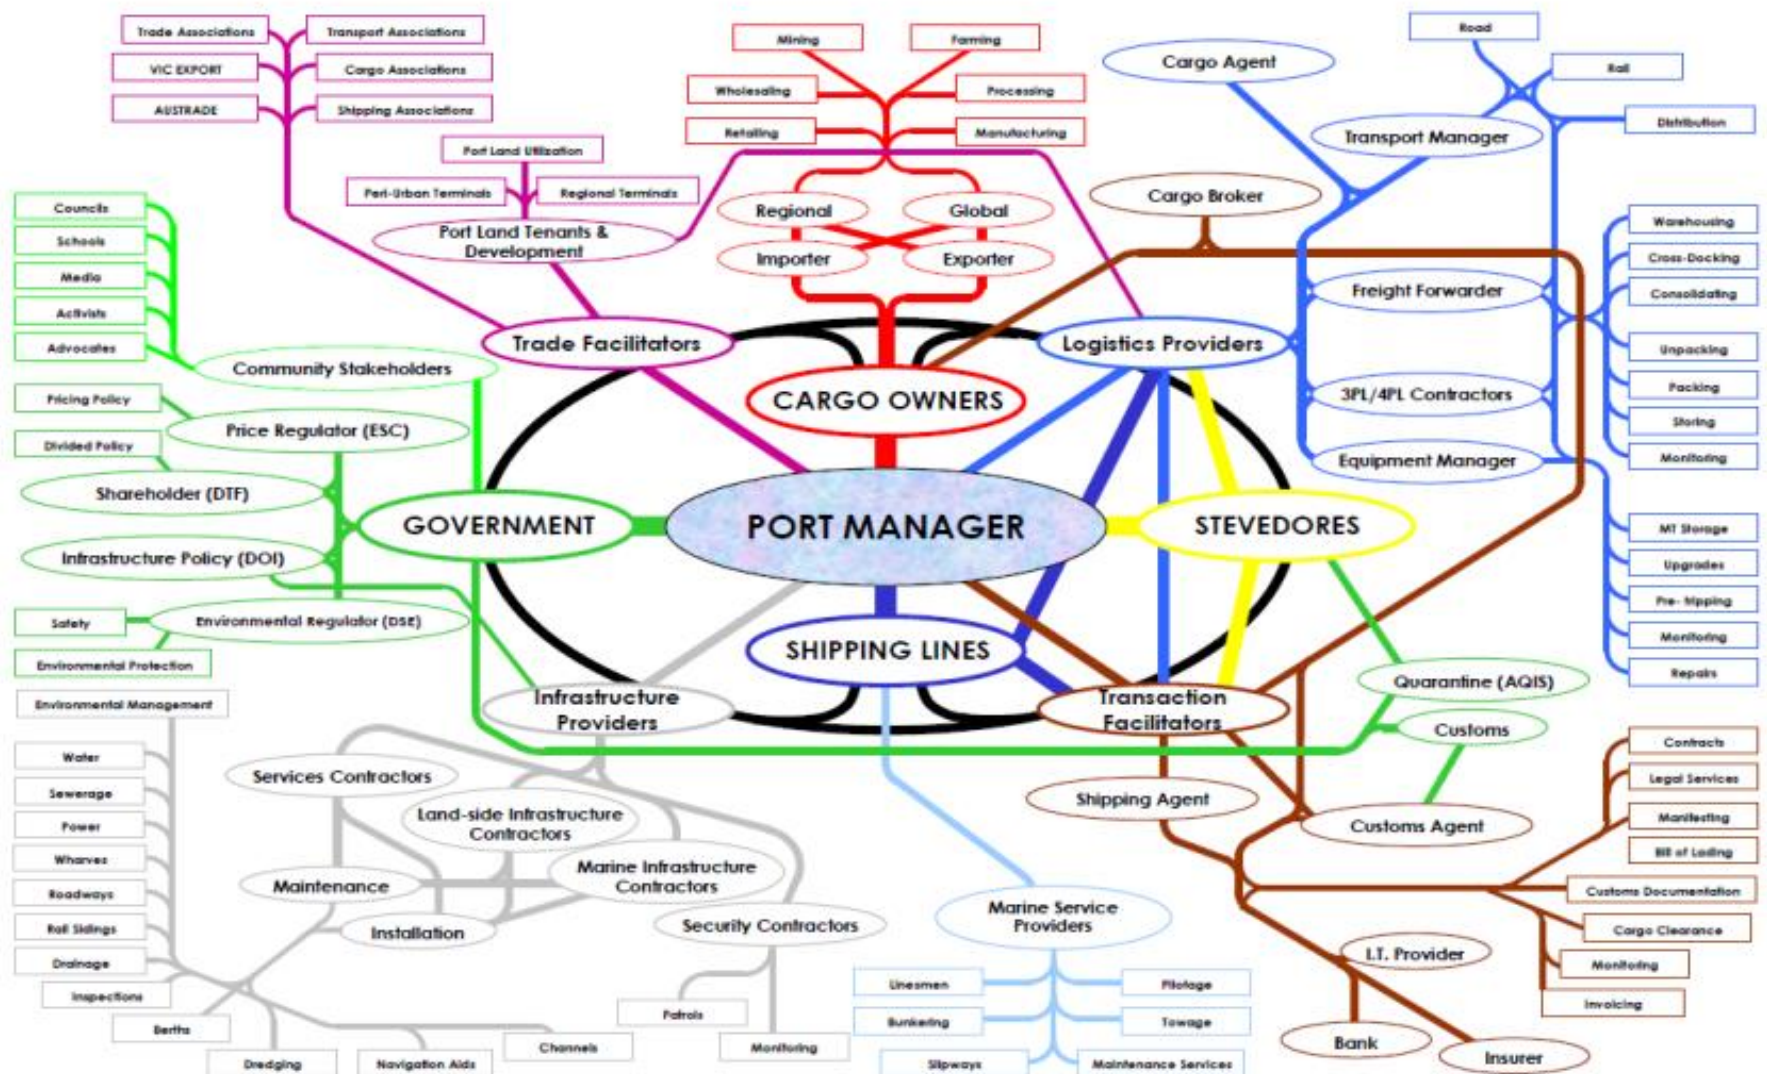 Trade Associations
Transport Associations
VIC EXPORT
Cargo Associations
AUSTRADE
Shipping Associations
Port Land Utilization
Peri-Urban Terminals
Regional Terminals
Port Land Tenants &
Development
Mining
Farming
Wholesaling
Processing
Retailing
Manufacturing
Regional
Global
Importer
Exporter
Cargo Agent
Road
Rail
Distribution
Transport Manager
Cargo Broker
Freight Forwarder
3PL/4PL Contractors
Equipment Manager
Warehousing
Cross-Docking
Consolidating
Unpacking
Packing
Storing
Monitoring
MT Storage
Upgrades
Pre- tripping
Monitoring
Repairs
Councils
Schools
Media
Activists
Advocates
Community Stakeholders
Pricing Policy
Price Regulator (ESC)
Divided Policy
Shareholder (DTF)
Infrastructure Policy (DOI)
Safety
Environmental Regulator (DSE)
Environmental Protection
Trade Facilitators
CARGO OWNERS
Logistics Providers
GOVERNMENT
PORT MANAGER
STEVEDORES
SHIPPING LINES
Infrastructure
Providers
Transaction
Facilitators
Quarantine (AQIS)
Customs
Environmental Management
Water
Sewerage
Power
Wharves
Roadways
Rail Sidings
Drainage
Inspections
Berths
Dredging
Navigation Aids
Channels
Services Contractors
Land-side Infrastructure
Contractors
Marine Infrastructure
Contractors
Maintenance
Installation
Security Contractors
Patrols
Monitoring
Marine Service
Providers
Linesmen
Pilotage
Bunkering
Towage
Slipways
Maintenance Services
Shipping Agent
Customs Agent
I.T. Provider
Bank
Insurer
Contracts
Legal Services
Manifesting
Bill of Lading
Customs Documentation
Cargo Clearance
Monitoring
Invoicing